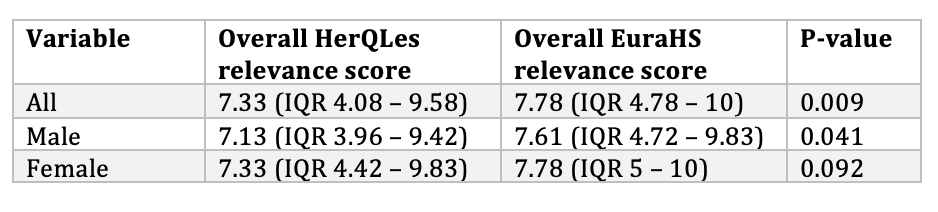 Variable Overall HerQLes Overall EuraHS P-value
relevance score relevance score
All 7.33 (IQR 4.08 – 9.58) 7.78 (IQR 4.78 – 10) 0.009
Male 7.13 (IQR 3.96 – 9.42) 7.61 (IQR 4.72 – 9.83) 0.041
Female 7.33 (IQR 4.42 – 9.83) 7.78 (IQR 5 – 10) 0.092